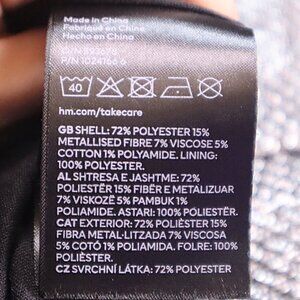 Made in China
Fabriqué en China
Hecho en China
40
hm.com/takecare
GB SHELL: 72% POLYESTER 15%
METALLISED FIBRE 7% VISCOSE 5%
COTTON 1% POLYAMIDE. LINING:
100% POLYESTER.
AL SHTRESA E JASHTME: 72%
POLIESTËR 15% FIBËR E METALIZUAR
7% VISKOZË 5% PAMBUK 1%
POLIAMIDE. ASTARI: 100% POLIESTËR.
CAT EXTERIOR: 72% POLIÈSTER 15%
FIBRA METAL·LITZADA 7% VISCOSA
5% COTÓ 1% POLIAMIDA. FOLRE: 100%
POLIÈSTER.
CZ SVRCHNÍ LÁTKA: 72% POLYESTER